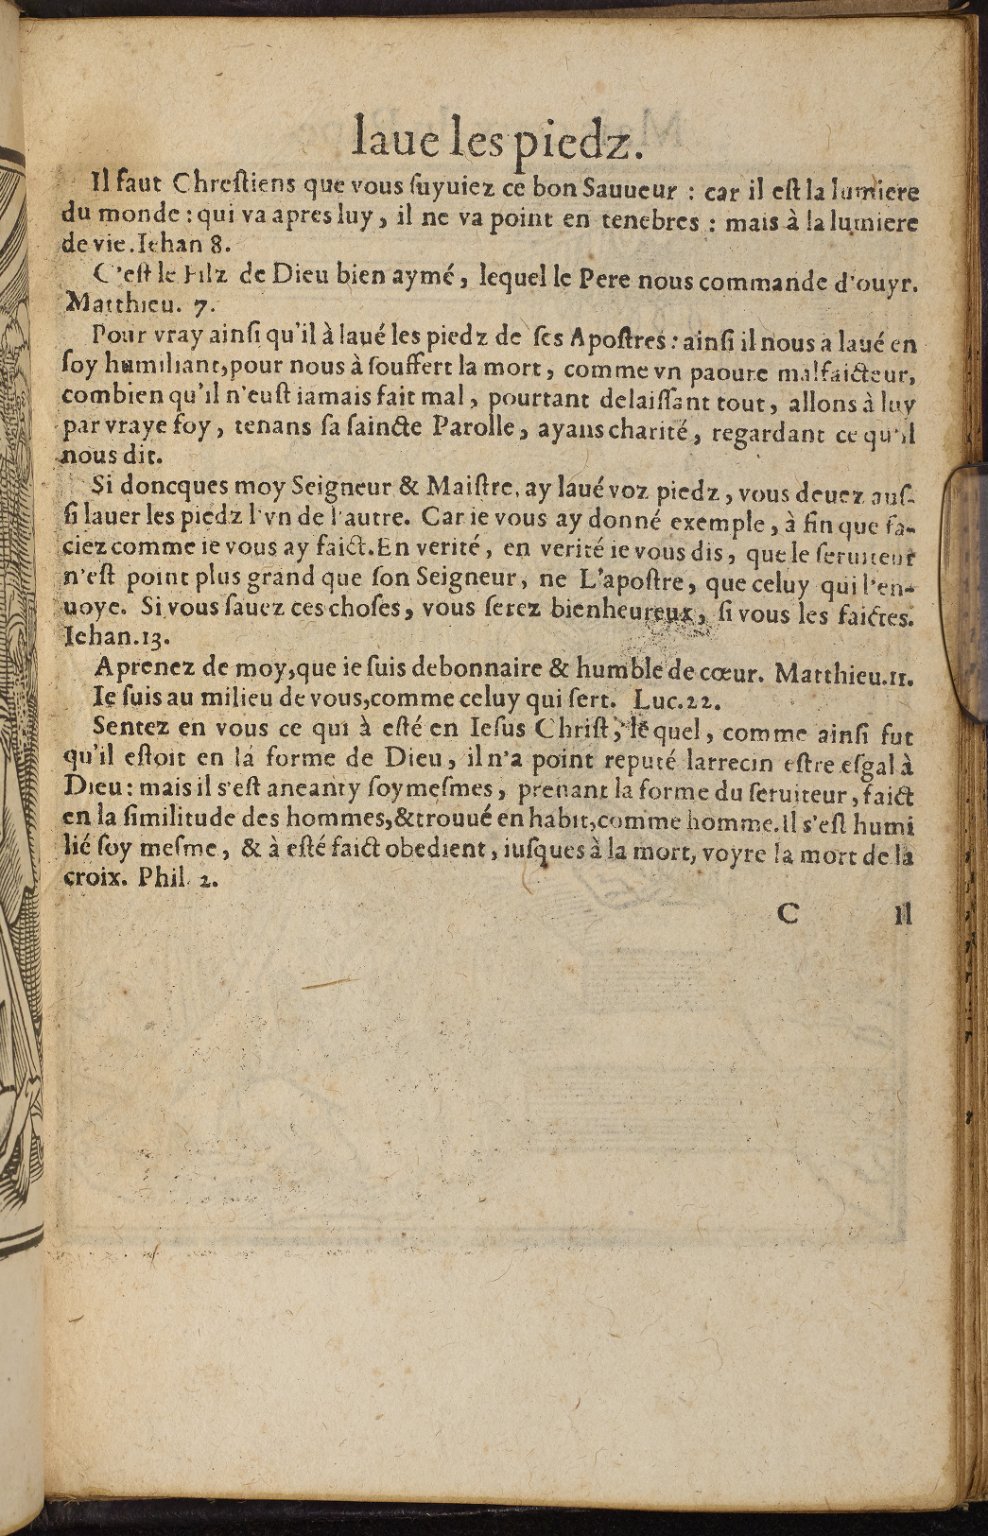 laue les piedz.
Il faut Chreſtiens que vous ſuyuiez ce bon Sauueur : car il eſt la lumiere
du monde : qui va apres luy, il ne va point en tenebres : mais à la lumiere
de vie. Iehan 8.
C'eſt le Filz de Dieu bien aymé, lequel le Pere nous commande d'ouyr.
Matthieu. 7.
Pour vray ainſi qu'il à laué les piedz de ſes Apoſtres : ainſi il nous a laué en
ſoy humiliant, pour nous à ſouffert la mort, comme vn paoure malfaicteur,
combien qu'il n'euſt iamais fait mal, pourtant delaiſſant tout, allons à luy
par vraye foy, tenans ſa ſaincte Parolle, ayans charité, regardant ce qu'il
nous dit.
Si doncques moy Seigneur & Maiſtre, ay laué voz piedz, vous deuez auſ-
ſi lauer les piedz l'vn de l'autre. Car ie vous ay donné exemple, à fin que fa-
ciez comme ie vous ay faict. En verité, en verité ie vous dis, que le ſeruiteur
n'eſt point plus grand que ſon Seigneur, ne L'apoſtre, que celuy qui l'en-
uoye. Si vous ſauez ces choſes, vous ſerez bienheureux, ſi vous les faictes.
Iehan. 13.
Aprenez de moy, que ie ſuis debonnaire & humble de cœur. Matthieu. 11.
Ie ſuis au milieu de vous, comme celuy qui ſert. Luc. 22.
Sentez en vous ce qui à eſté en Ieſus Chriſt, lequel, comme ainſi fut
qu'il eſtoit en la forme de Dieu, il n'a point reputé larrecin eſtre eſgal à
Dieu : mais il s'eſt aneanty ſoymeſmes, prenant la forme du ſeruiteur, faict
en la ſimilitude des hommes, & trouué en habit, comme homme. Il s'eſt humi
lié ſoy meſme, & à eſté faict obedient, iuſques à la mort, voyre la mort de la
croix. Phil. 2.
C Il